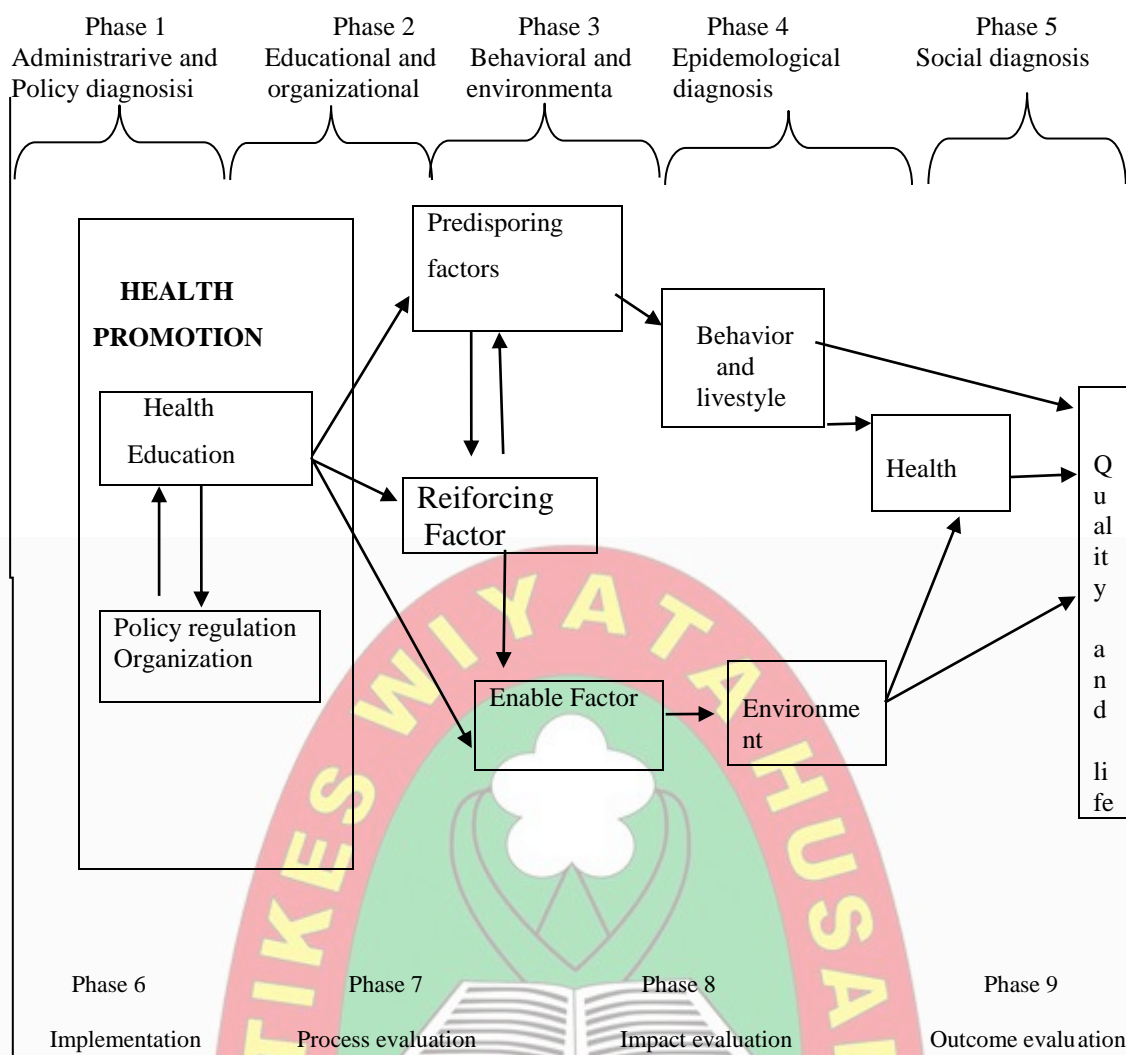 Phase 1
Administrarive and
Policy diagnosisi
Phase 2
Educational and
organizational
Phase 3
Behavioral and
environmenta
Phase 4
Epidemological
diagnosis
Phase 5
Social diagnosis
HEALTH
PROMOTION
Health
Education
Policy regulation
Organization
Predisporing
factors
Reiforcing
Factor
Enable Factor
Behavior
and
livestyle
Environme
nt
Health
Q
u
al
it
y
a
n
d
li
fe
TIKES WIYATA HUSA
Phase 6
Implementation
Phase 7
Process evaluation
Phase 8
Impact evaluation
Phase 9
Outcome evaluation